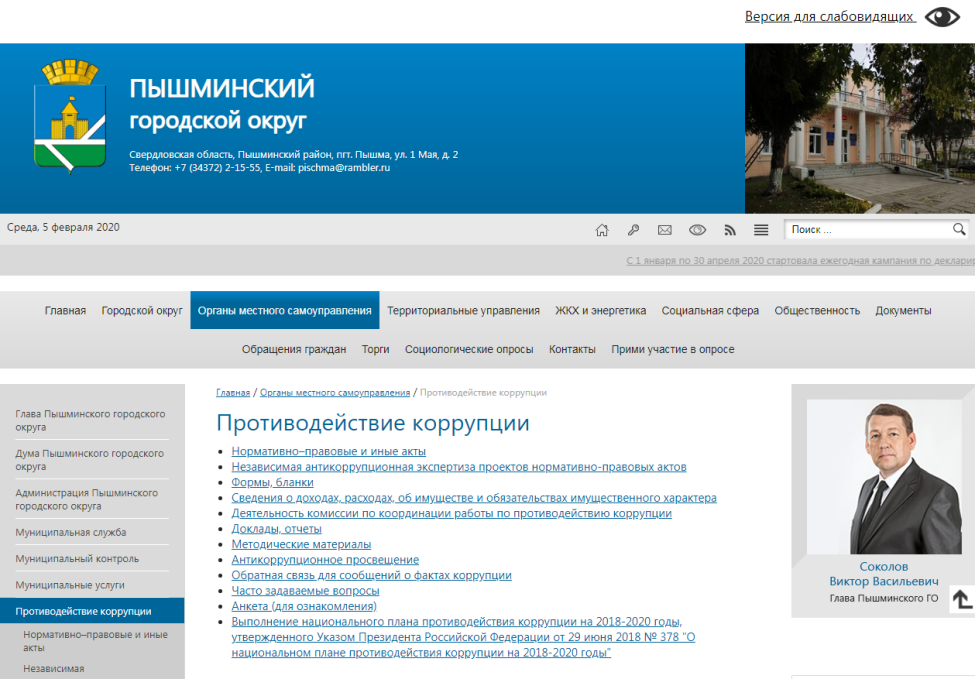 Версия для слабовидящих
ПЫШМИНСКИЙ
городской округ
Свердловская область, Пышминский район, пгт. Пышма, ул. 1 Мая, д. 2
Телефон: +7 (34372) 2-15-55, E-mail: pischma@rambler.ru
Среда, 5 февраля 2020
Поиск ...
С 1 января по 30 апреля 2020 стартовала ежегодная кампания по деклари
Главная Городской округ Органы местного самоуправления Территориальные управления ЖКХ и энергетика Социальная сфера Общественность Документы
Обращения граждан Торги Социологические опросы Контакты Прими участие в опросе
Глава Пышминского городского
округа
Дума Пышминского городского
округа
Администрация Пышминского
городского округа
Муниципальная служба
Муниципальный контроль
Муниципальные услуги
Противодействие коррупции
Нормативно–правовые и иные
акты
Независимая
Главная / Органы местного самоуправления / Противодействие коррупции
Противодействие коррупции
Нормативно–правовые и иные акты
Независимая антикоррупционная экспертиза проектов нормативно-правовых актов
Формы, бланки
Сведения о доходах, расходах, об имуществе и обязательствах имущественного характера
Деятельность комиссии по координации работы по противодействию коррупции
Доклады, отчеты
Методические материалы
Антикоррупционное просвещение
Обратная связь для сообщений о фактах коррупции
Часто задаваемые вопросы
Анкета (для ознакомления)
Выполнение национального плана противодействия коррупции на 2018-2020 годы,
утвержденного Указом Президента Российской Федерации от 29 июня 2018 № 378 "О
национальном плане противодействия коррупции на 2018-2020 годы"
Соколов
Виктор Васильевич
Глава Пышминского ГО